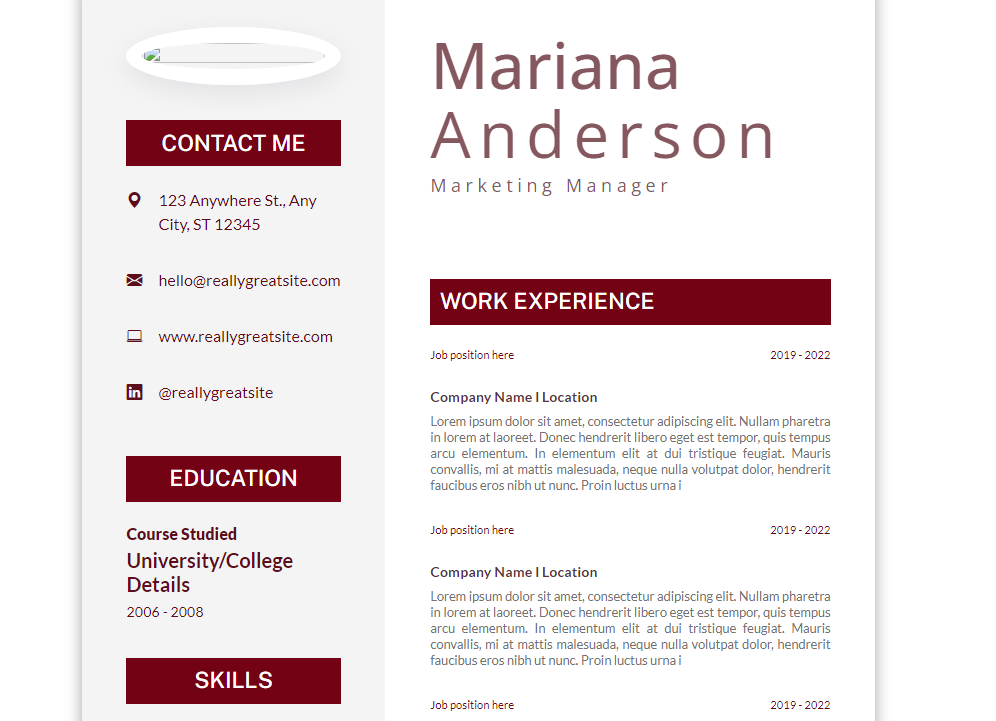 CONTACT ME
123 Anywhere St., Any
City, ST 12345
hello@reallygreatsite.com
www.reallygreatsite.com
@reallygreatsite
EDUCATION
Course Studied
University/College
Details
2006 - 2008
SKILLS
Mariana
Anderson
Marketing Manager
WORK EXPERIENCE
Job position here 2019 - 2022
Company Name I Location
Lorem ipsum dolor sit amet, consectetur adipiscing elit. Nullam pharetra
in lorem at laoreet. Donec hendrerit libero eget est tempor, quis tempus
arcu elementum. In elementum elit at dui tristique feugiat. Mauris
convallis, mi at mattis malesuada, neque nulla volutpat dolor, hendrerit
faucibus eros nibh ut nunc. Proin luctus urna i
Job position here 2019 - 2022
Company Name I Location
Lorem ipsum dolor sit amet, consectetur adipiscing elit. Nullam pharetra
in lorem at laoreet. Donec hendrerit libero eget est tempor, quis tempus
arcu elementum. In elementum elit at dui tristique feugiat. Mauris
convallis, mi at mattis malesuada, neque nulla volutpat dolor, hendrerit
faucibus eros nibh ut nunc. Proin luctus urna i
Job position here 2019 - 2022